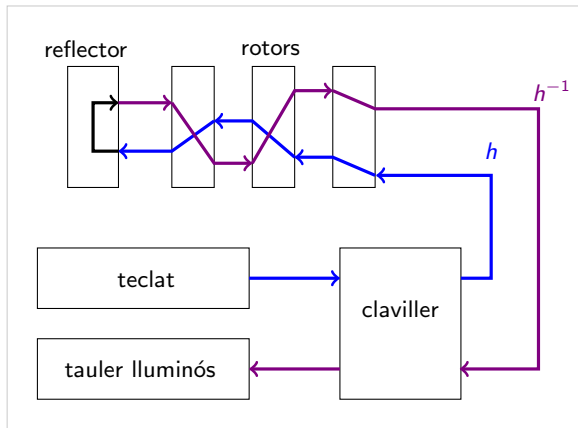 reflector
rotors
h⁻¹
h
teclat
claviller
tauler lluminós